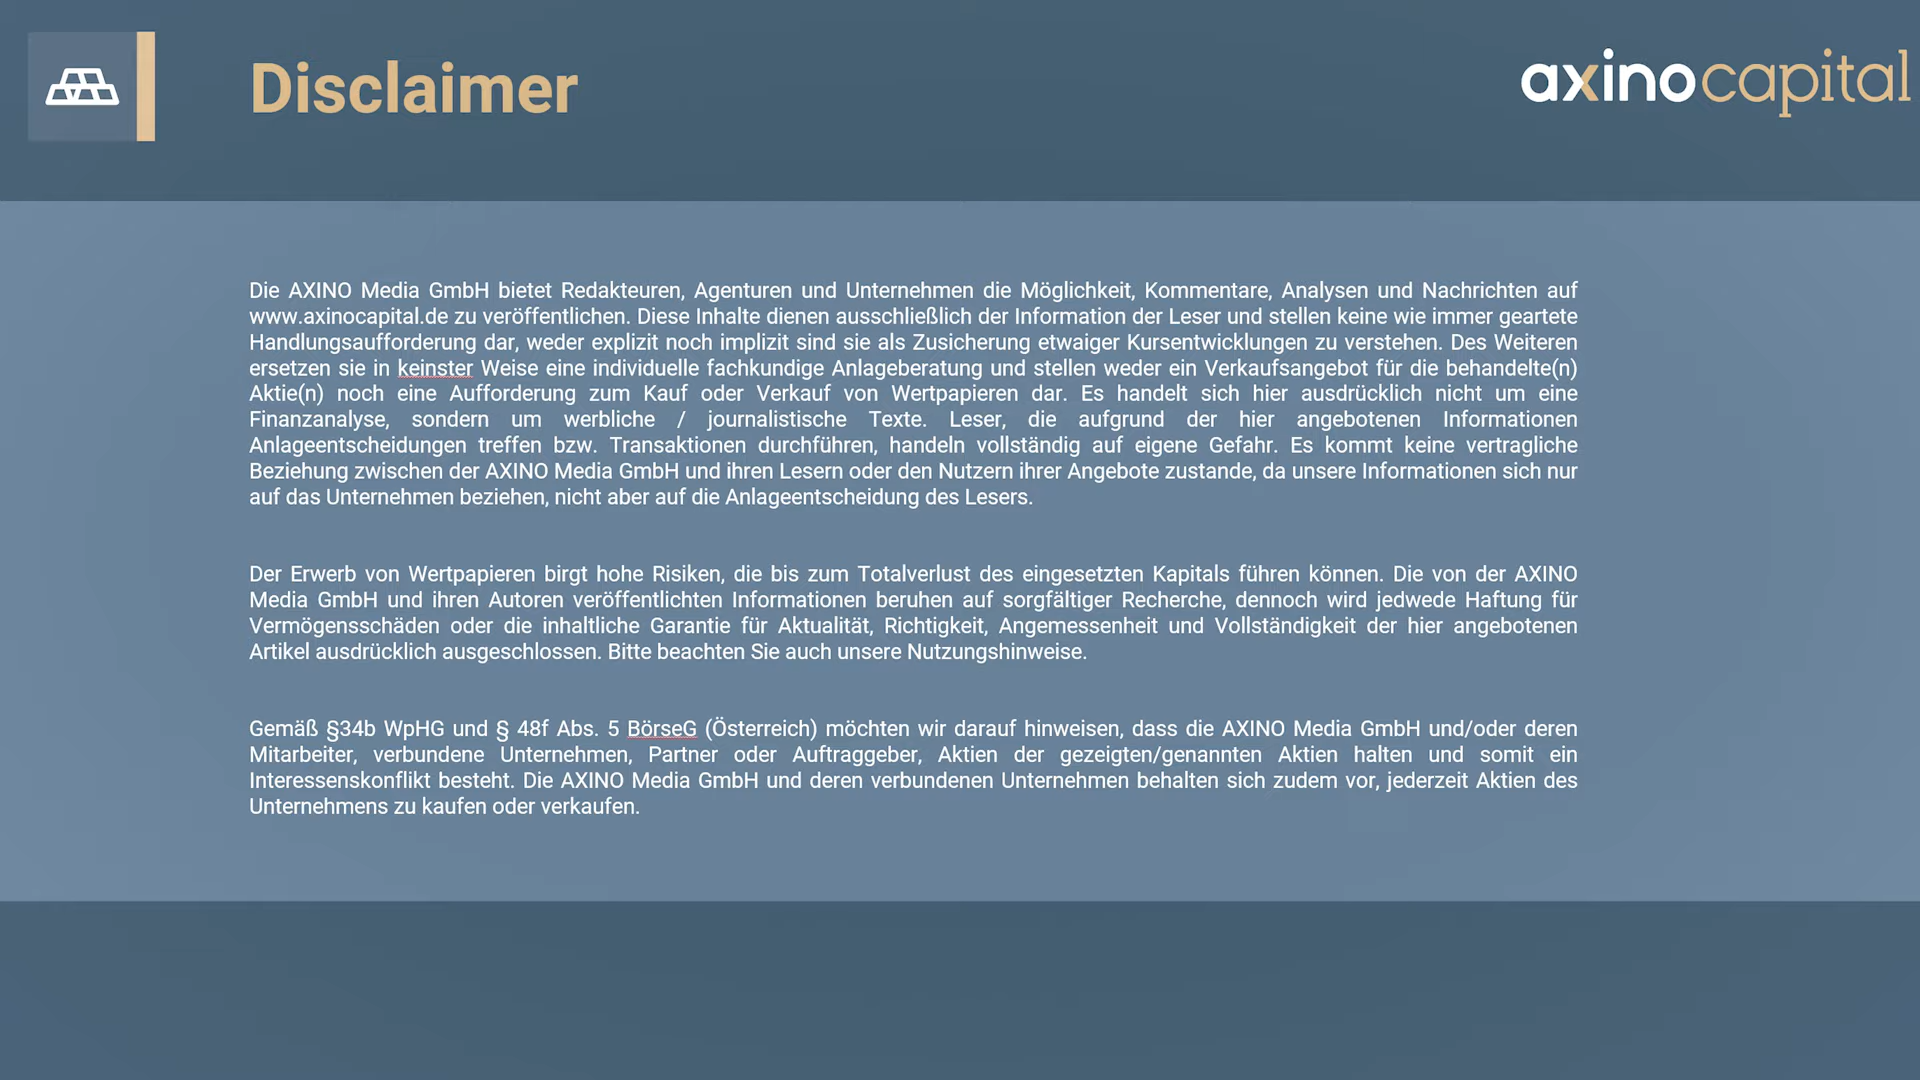 Disclaimer
axinocapital
Die AXINO Media GmbH bietet Redakteuren, Agenturen und Unternehmen die Möglichkeit, Kommentare, Analysen und Nachrichten auf
www.axinocapital.de zu veröffentlichen. Diese Inhalte dienen ausschließlich der Information der Leser und stellen keine wie immer geartete
Handlungsaufforderung dar, weder explizit noch implizit sind sie als Zusicherung etwaiger Kursentwicklungen zu verstehen. Des Weiteren
ersetzen sie in keinster Weise eine individuelle fachkundige Anlageberatung und stellen weder ein Verkaufsangebot für die behandelte(n)
Aktie(n) noch eine Aufforderung zum Kauf oder Verkauf von Wertpapieren dar. Es handelt sich hier ausdrücklich nicht um eine
Finanzanalyse, sondern um werbliche / journalistische Texte. Leser, die aufgrund der hier angebotenen Informationen
Anlageentscheidungen treffen bzw. Transaktionen durchführen, handeln vollständig auf eigene Gefahr. Es kommt keine vertragliche
Beziehung zwischen der AXINO Media GmbH und ihren Lesern oder den Nutzern ihrer Angebote zustande, da unsere Informationen sich nur
auf das Unternehmen beziehen, nicht aber auf die Anlageentscheidung des Lesers.
Der Erwerb von Wertpapieren birgt hohe Risiken, die bis zum Totalverlust des eingesetzten Kapitals führen können. Die von der AXINO
Media GmbH und ihren Autoren veröffentlichten Informationen beruhen auf sorgfältiger Recherche, dennoch wird jedwede Haftung für
Vermögensschäden oder die inhaltliche Garantie für Aktualität, Richtigkeit, Angemessenheit und Vollständigkeit der hier angebotenen
Artikel ausdrücklich ausgeschlossen. Bitte beachten Sie auch unsere Nutzungshinweise.
Gemäß §34b WpHG und § 48f Abs. 5 BörseG (Österreich) möchten wir darauf hinweisen, dass die AXINO Media GmbH und/oder deren
Mitarbeiter, verbundene Unternehmen, Partner oder Auftraggeber, Aktien der gezeigten/genannten Aktien halten und somit ein
Interessenskonflikt besteht. Die AXINO Media GmbH und deren verbundenen Unternehmen behalten sich zudem vor, jederzeit Aktien des
Unternehmens zu kaufen oder verkaufen.